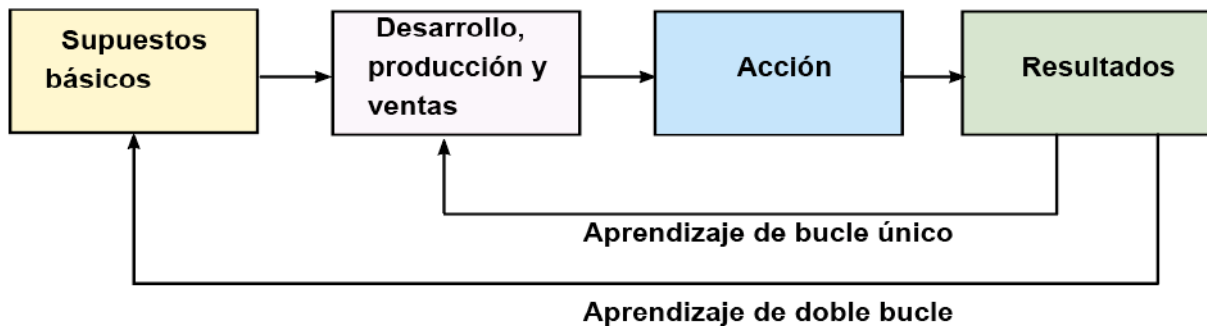 Supuestos
básicos
Desarrollo,
producción y
ventas
Acción
Resultados
Aprendizaje de bucle único
Aprendizaje de doble bucle